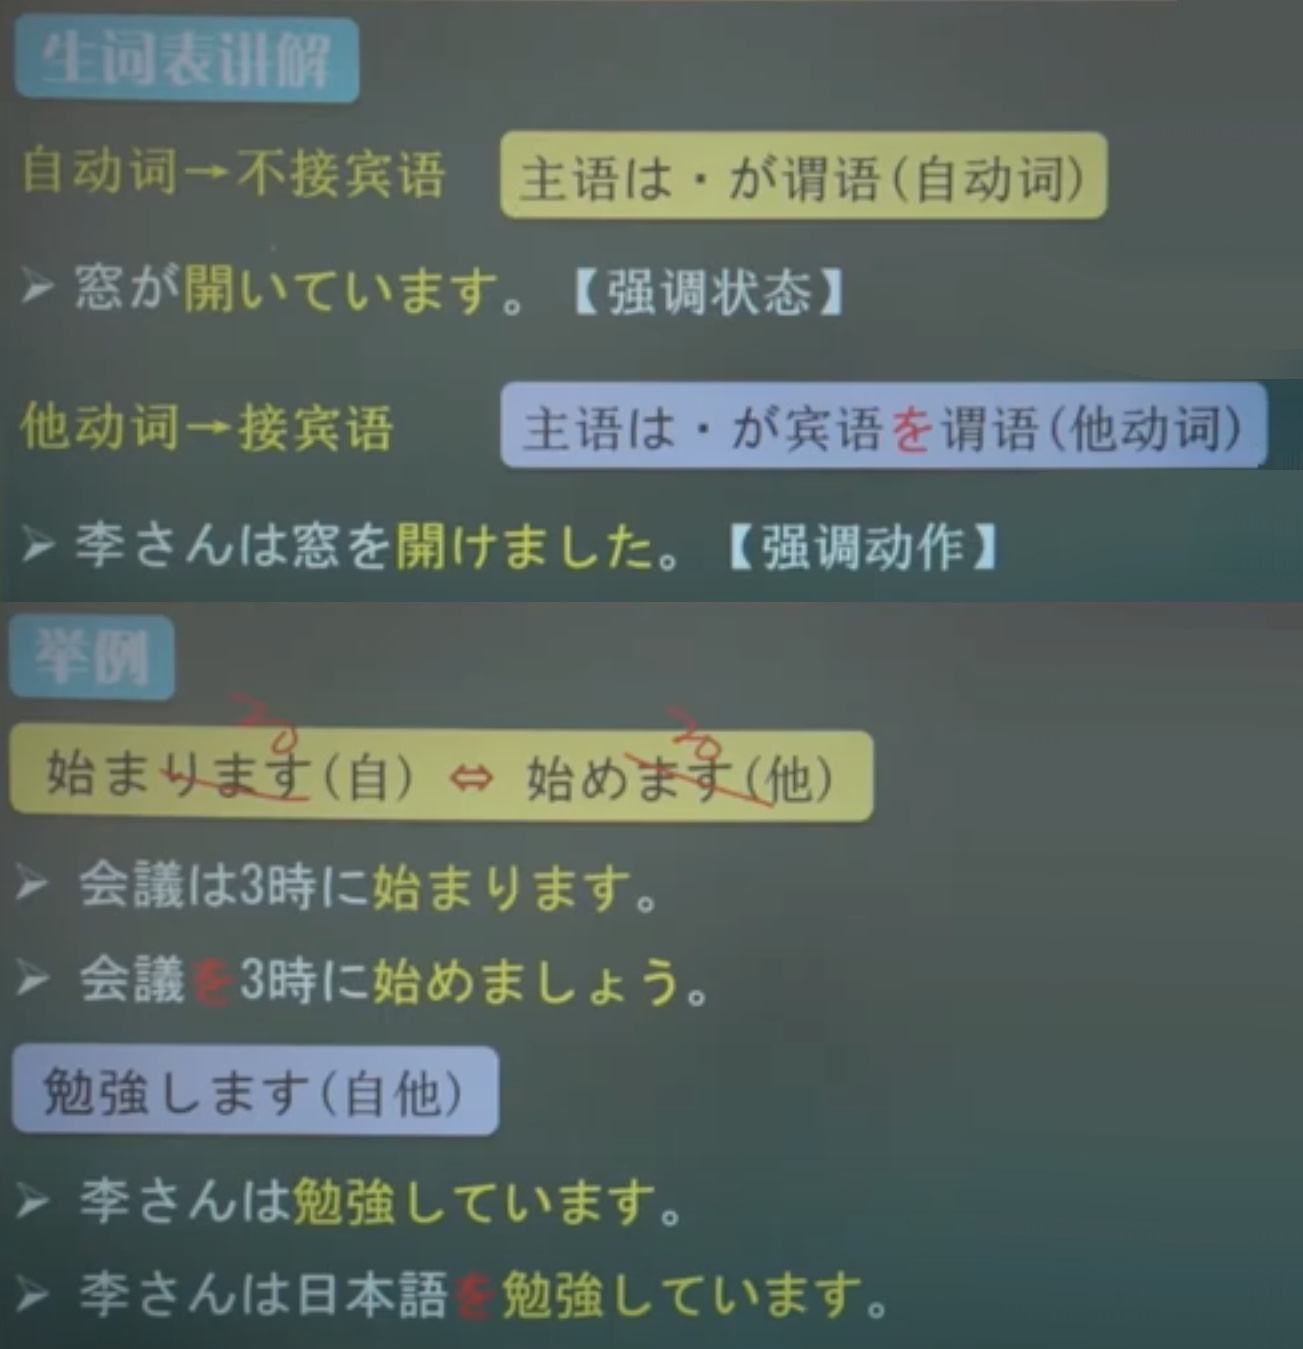 生词表讲解
自动词→不接宾语 主语は・が谓语(自动词)
➢ 窓が開いています。【强调状态】
他动词→接宾语 主语は・が宾语を谓语(他动词)
➢ 李さんは窓を開けました。【强调动作】
举例
る る
始まります(自) ⇔ 始めます(他)
➢ 会議は3時に始まります。
➢ 会議を3時に始めましょう。
勉強します(自他)
➢ 李さんは勉強しています。
➢ 李さんは日本語を勉強しています。